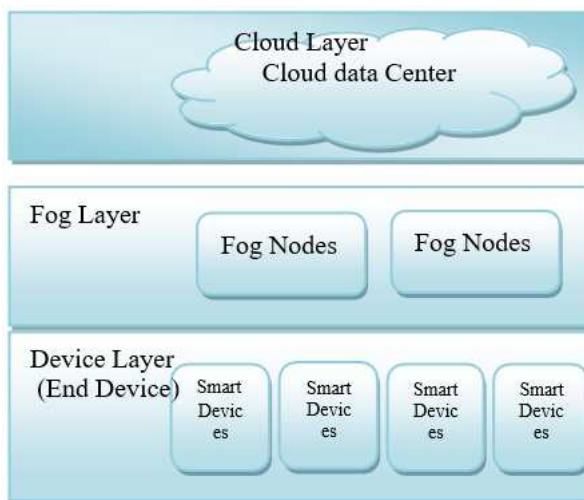 Cloud Layer
Cloud data Center
Fog Layer
Fog Nodes
Fog Nodes
Device Layer
(End Device)
Smart
Devic
es
Smart
Devic
es
Smart
Devic
es
Smart
Devic
es